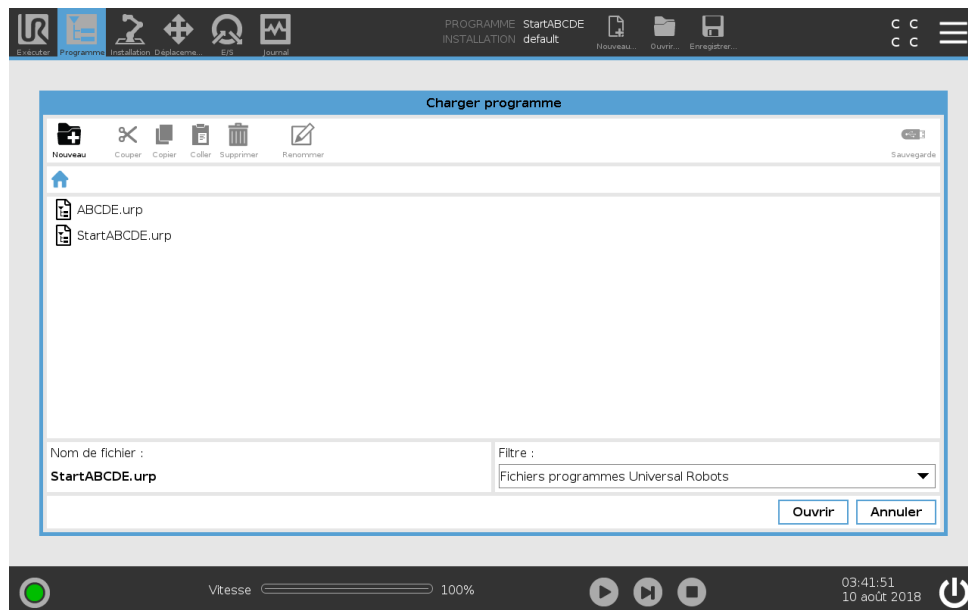 PROGRAMME StartABCDE
INSTALLATION default
UR
C C
C C
Exécuter Programme Installation Déplaceme... E/S Journal Nouveau... Ouvrir... Enregistrer...
Charger programme
Nouveau Couper Copier Coller Supprimer Renommer Sauvegarde
ABCDE.urp
StartABCDE.urp
Nom de fichier : Filtre :
StartABCDE.urp Fichiers programmes Universal Robots
Ouvrir Annuler
Vitesse 100%
03:41:51
10 août 2018